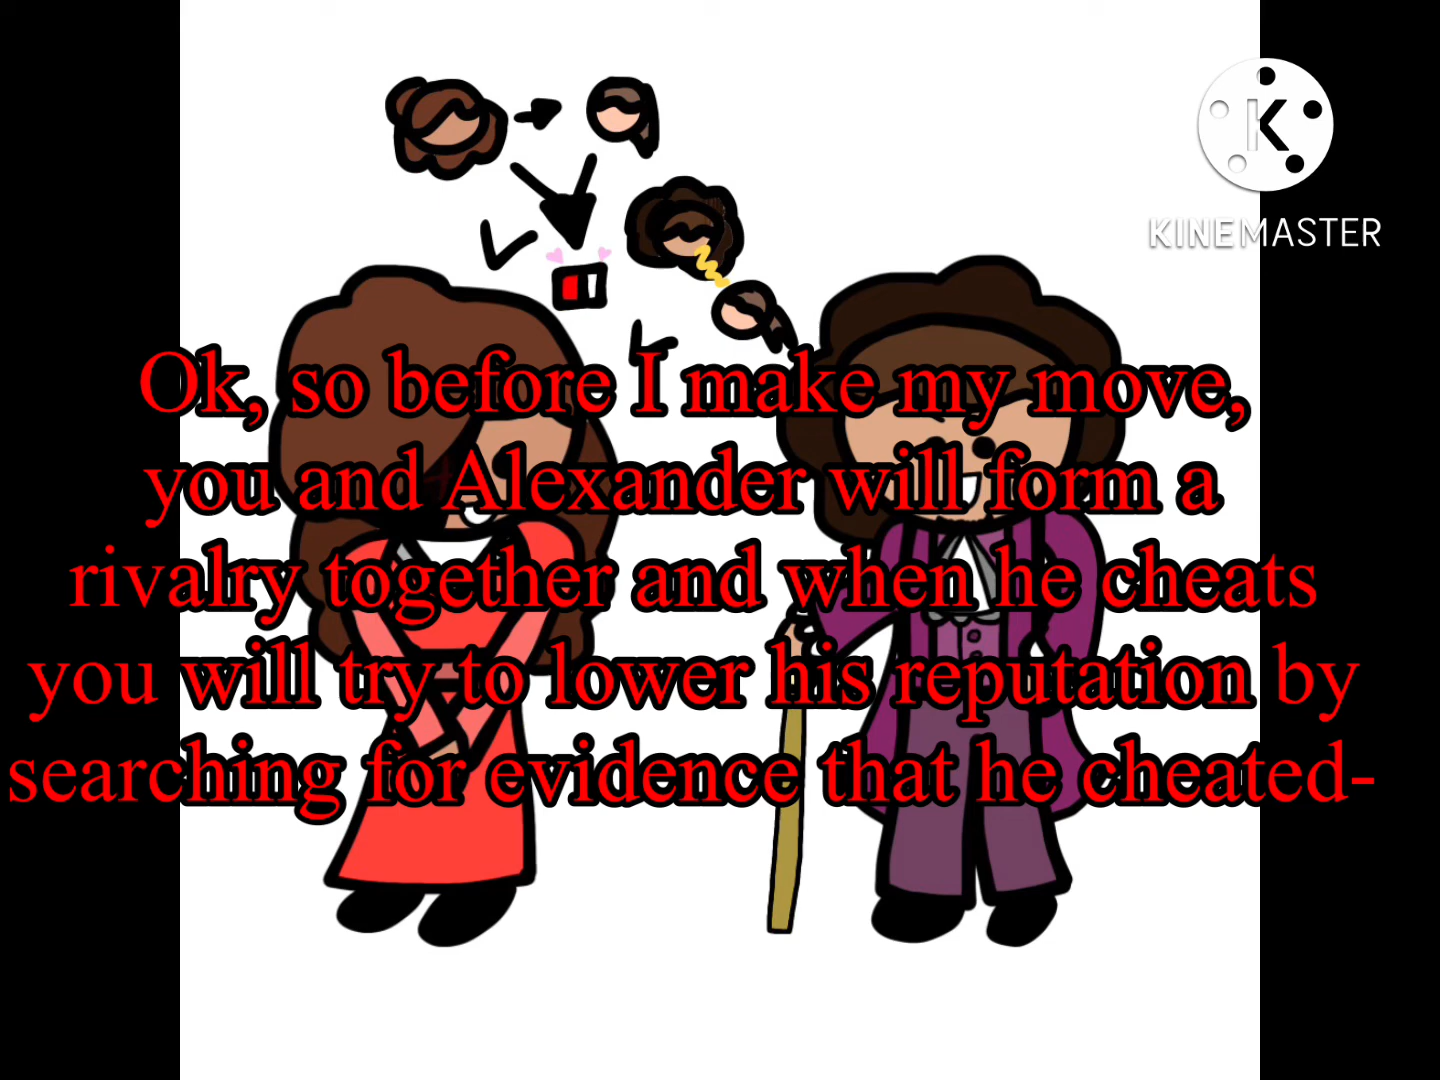 KINEMASTER
Ok, so before I make my move,
you and Alexander will form a
rivalry together and when he cheats
you will try to lower his reputation by
searching for evidence that he cheated-